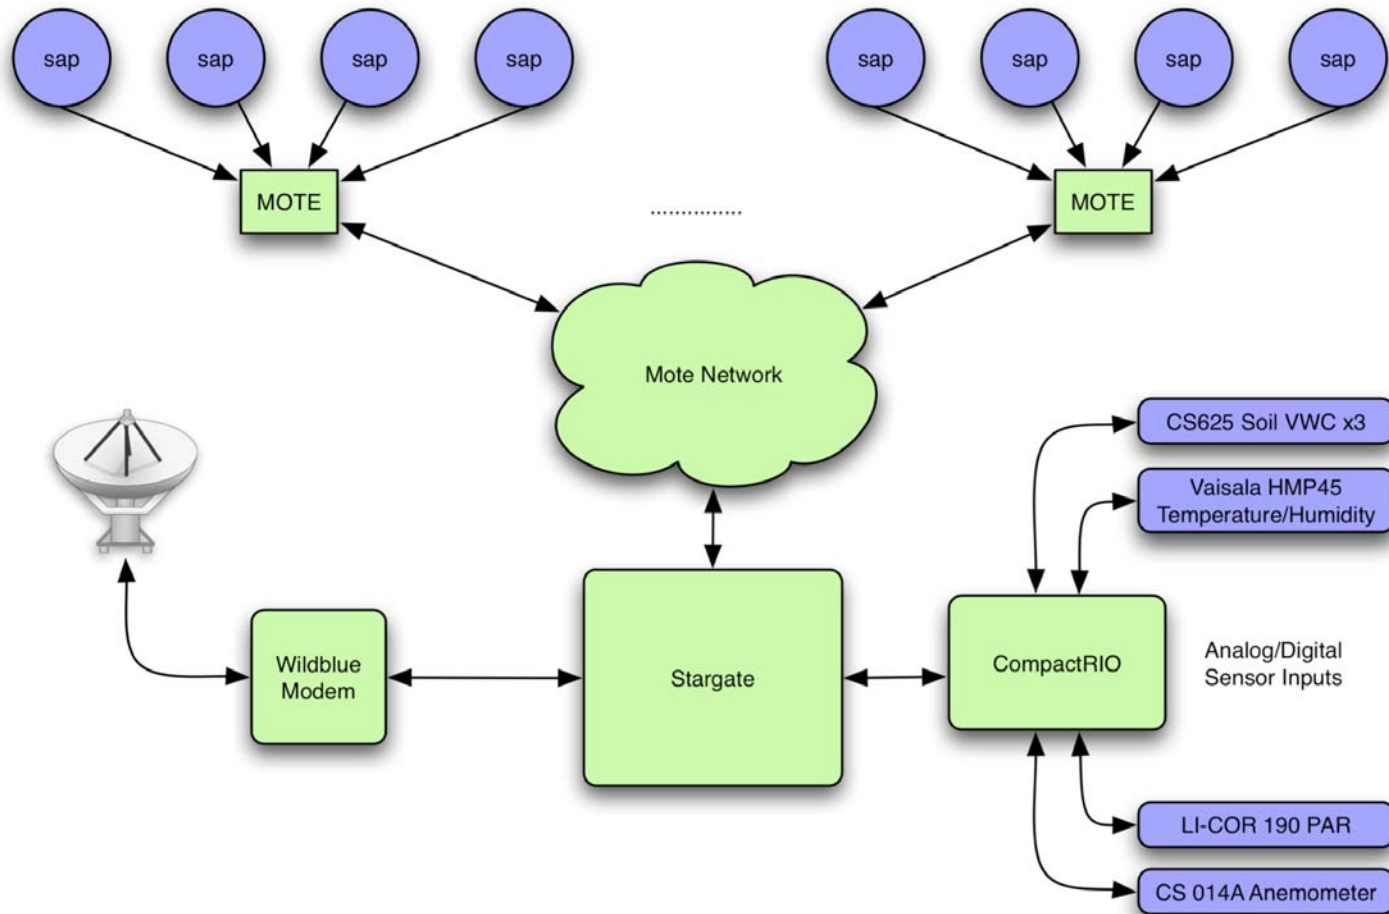 sap
sap
sap
sap
sap
sap
sap
sap
MOTE
MOTE
...............
Mote Network
CS625 Soil VWC x3
Vaisala HMP45
Temperature/Humidity
Wildblue
Modem
Stargate
CompactRIO
Analog/Digital
Sensor Inputs
LI-COR 190 PAR
CS 014A Anemometer